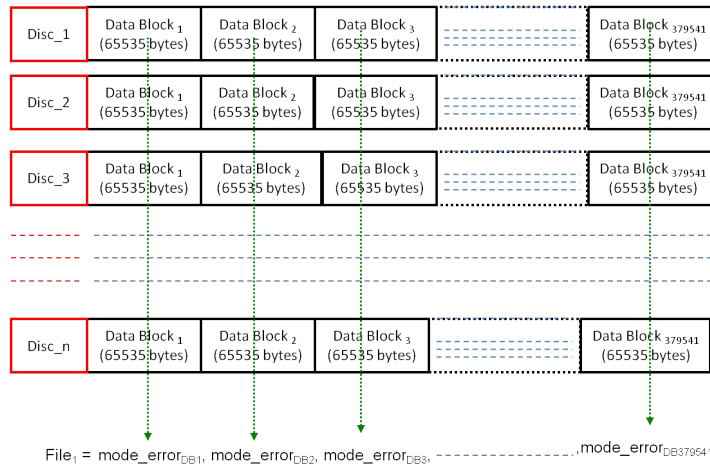 Disc_1 Data Block 1 Data Block 2 Data Block 3 Data Block 379541
(65535 bytes) (65535 bytes) (65535 bytes) (65535 bytes)
Disc_2 Data Block 1 Data Block 2 Data Block 3 Data Block 379541
(65535 bytes) (65535 bytes) (65535 bytes) (65535 bytes)
Disc_3 Data Block 1 Data Block 2 Data Block 3 Data Block 379541
(65535 bytes) (65535 bytes) (65535 bytes) (65535 bytes)
Disc_n Data Block 1 Data Block 2 Data Block 3 Data Block 379541
(65535 bytes) (65535 bytes) (65535 bytes) (65535 bytes)
File1 = mode_errorDB1, mode_errorDB2, mode_errorDB3, ,mode_errorDB379541